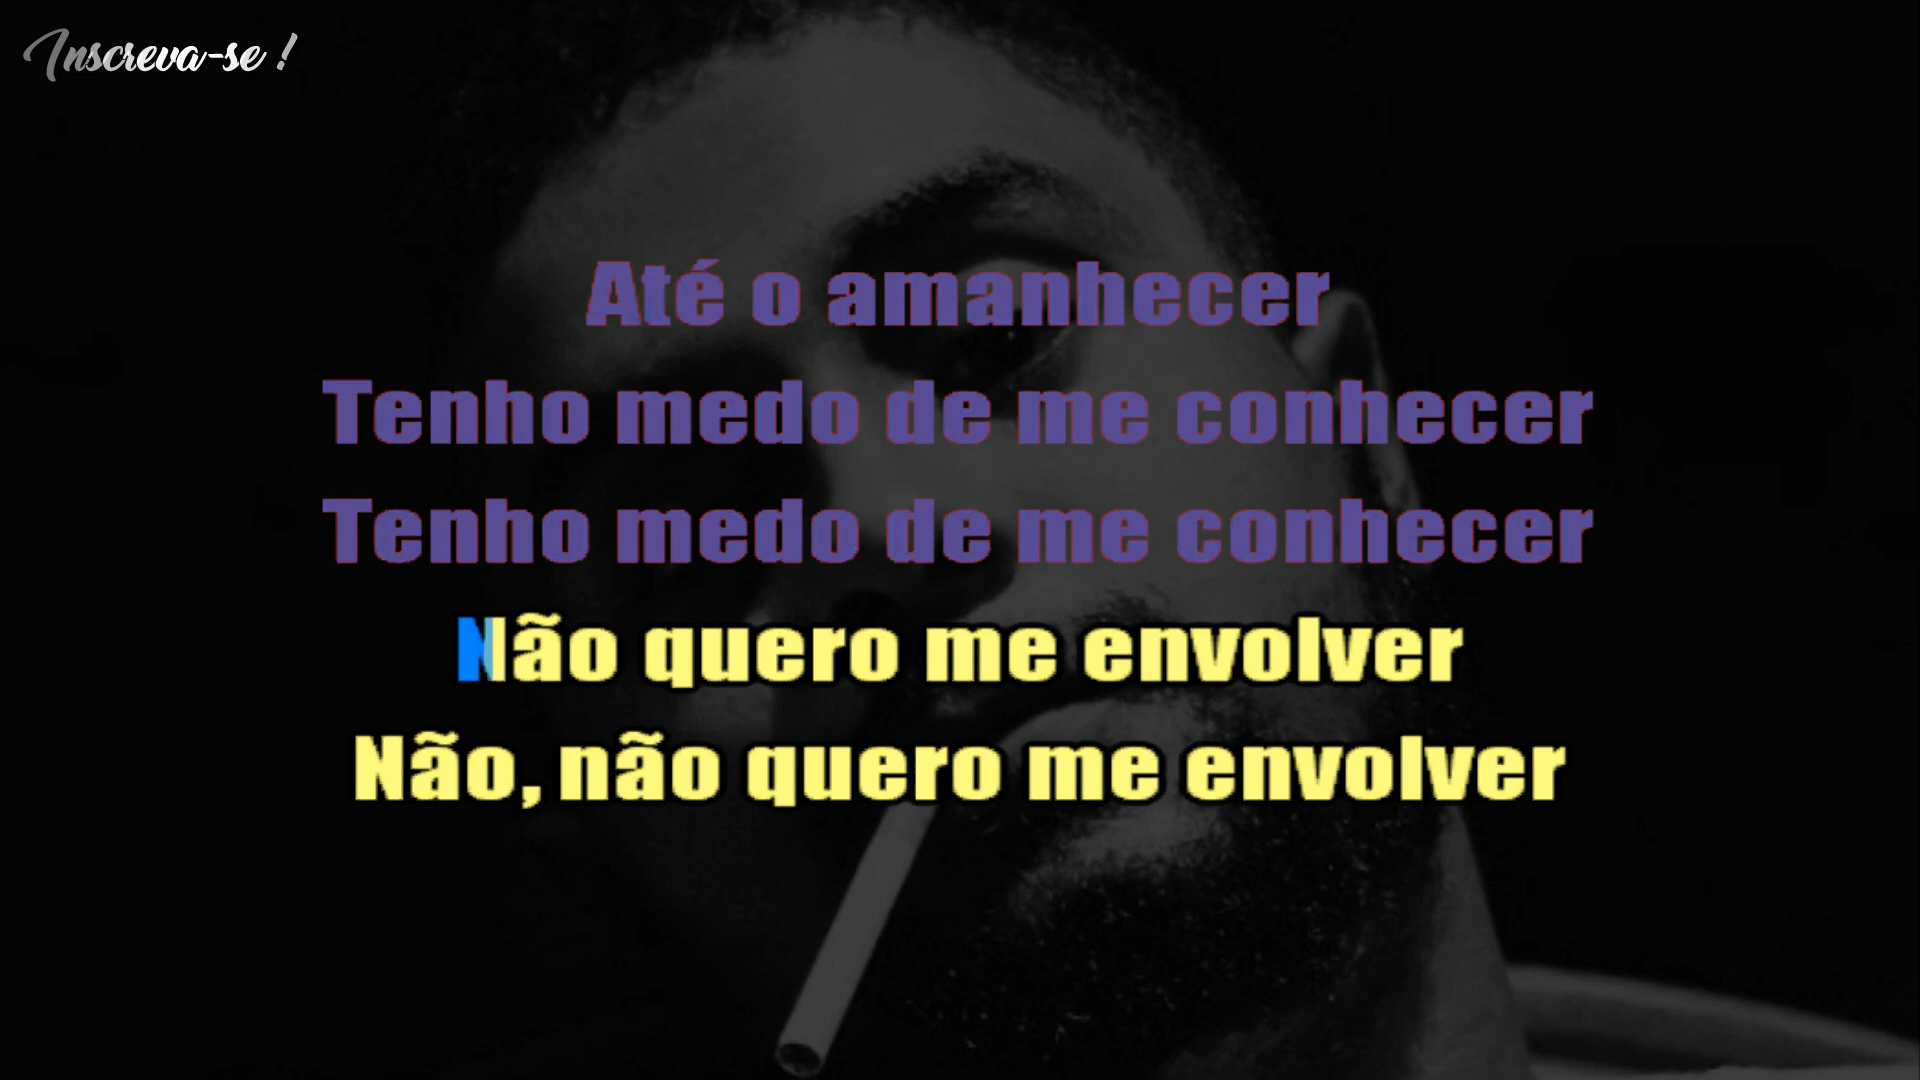 Inscreva-se !
Até o amanhecer
Tenho medo de me conhecer
Tenho medo de me conhecer
Não quero me envolver
Não, não quero me envolver